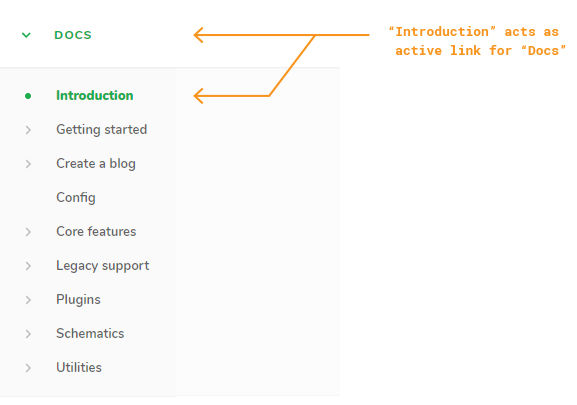 DOCS
“Introduction” acts as
active link for “Docs”
Introduction
Getting started
Create a blog
Config
Core features
Legacy support
Plugins
Schematics
Utilities